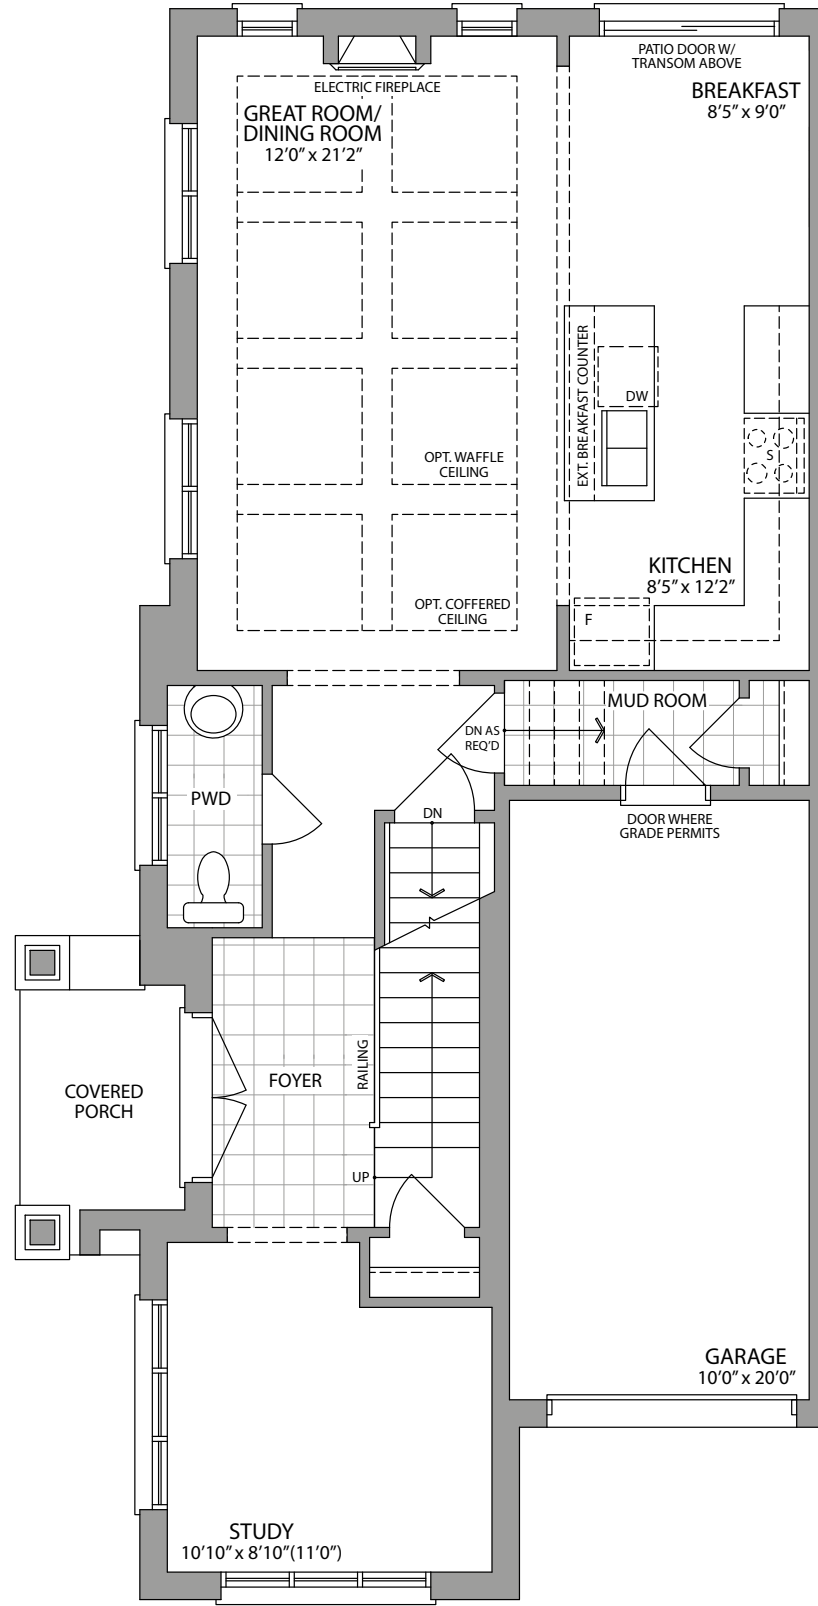 PATIO DOOR W/
TRANSOM ABOVE
BREAKFAST
8'5" x 9'0"
ELECTRIC FIREPLACE
GREAT ROOM/
DINING ROOM
12'0" x 21'2"
EXT. BREAKFAST COUNTER
DW
S
OPT. WAFFLE
CEILING
KITCHEN
8'5" x 12'2"
OPT. COFFERED
CEILING
F
MUD ROOM
DN AS
REQ'D
PWD
DN
DOOR WHERE
GRADE PERMITS
COVERED
PORCH
FOYER
RAILING
UP
GARAGE
10'0" x 20'0"
STUDY
10'10" x 8'10"(11'0")